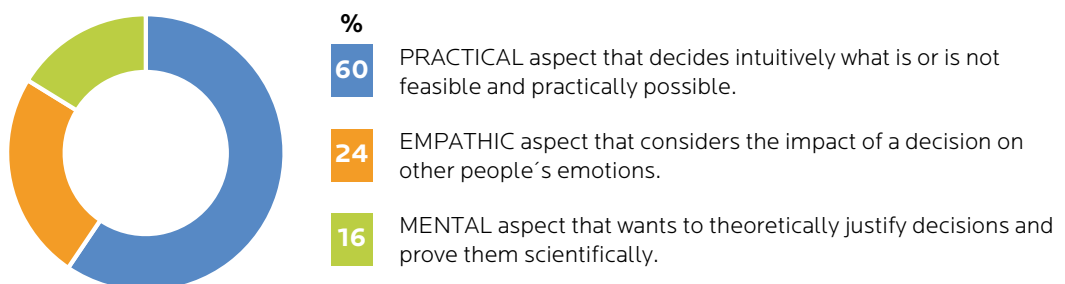 %
60
PRACTICAL aspect that decides intuitively what is or is not
feasible and practically possible.
24
EMPATHIC aspect that considers the impact of a decision on
other people´s emotions.
16
MENTAL aspect that wants to theoretically justify decisions and
prove them scientifically.